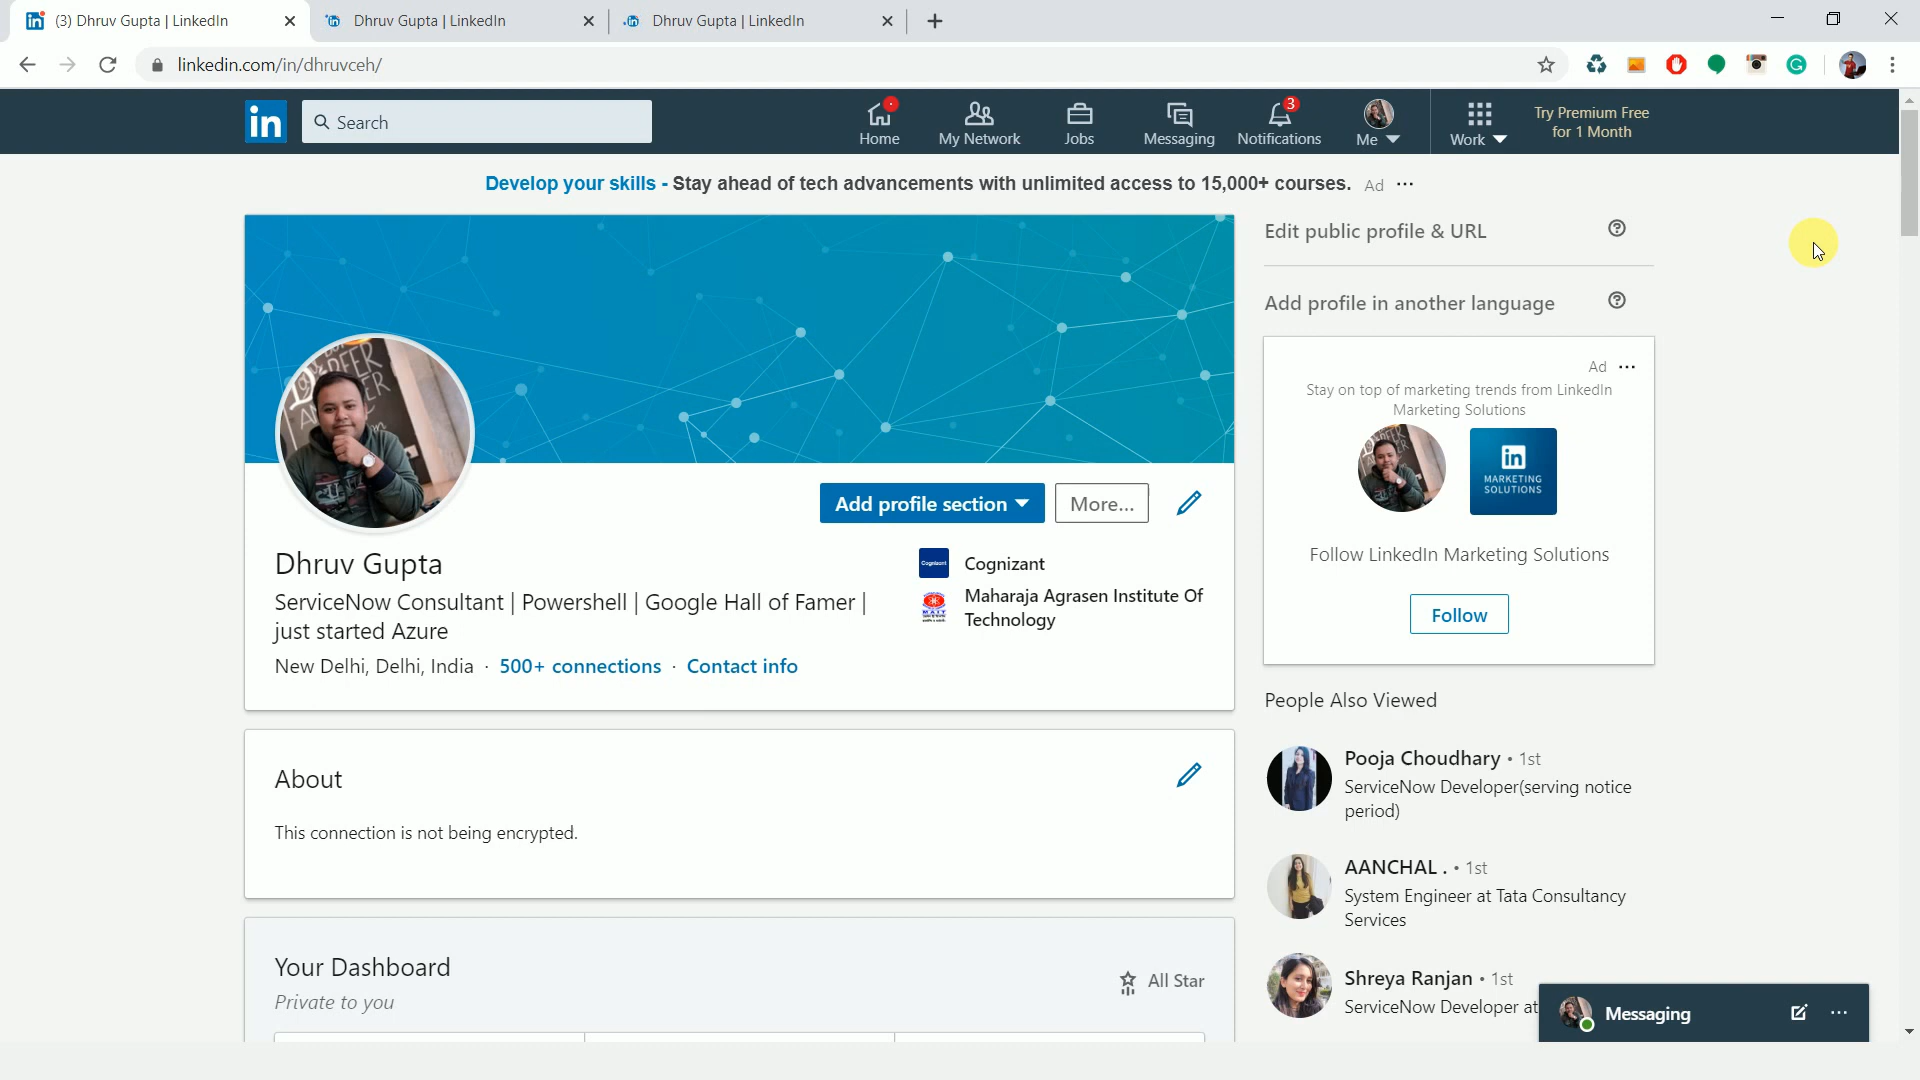 (3) Dhruv Gupta | LinkedIn
Dhruv Gupta | LinkedIn
Dhruv Gupta | LinkedIn
linkedin.com/in/dhruvceh/
in
Search
Home
My Network
Jobs
Messaging
3
Notifications
Me
Work
Try Premium Free
for 1 Month
Develop your skills - Stay ahead of tech advancements with unlimited access to 15,000+ courses. Ad ...
Edit public profile & URL
Add profile in another language
Ad ...
Stay on top of marketing trends from LinkedIn
Marketing Solutions
in
MARKETING
SOLUTIONS
Follow LinkedIn Marketing Solutions
Follow
Add profile section
More...
Dhruv Gupta
ServiceNow Consultant | Powershell | Google Hall of Famer |
just started Azure
New Delhi, Delhi, India · 500+ connections · Contact info
Cognizant
Cognizant
MAIT
Maharaja Agrasen Institute Of
Technology
About
This connection is not being encrypted.
Your Dashboard
Private to you
All Star
People Also Viewed
Pooja Choudhary • 1st
ServiceNow Developer(serving notice
period)
AANCHAL . • 1st
System Engineer at Tata Consultancy
Services
Shreya Ranjan • 1st
ServiceNow Developer at
Messaging